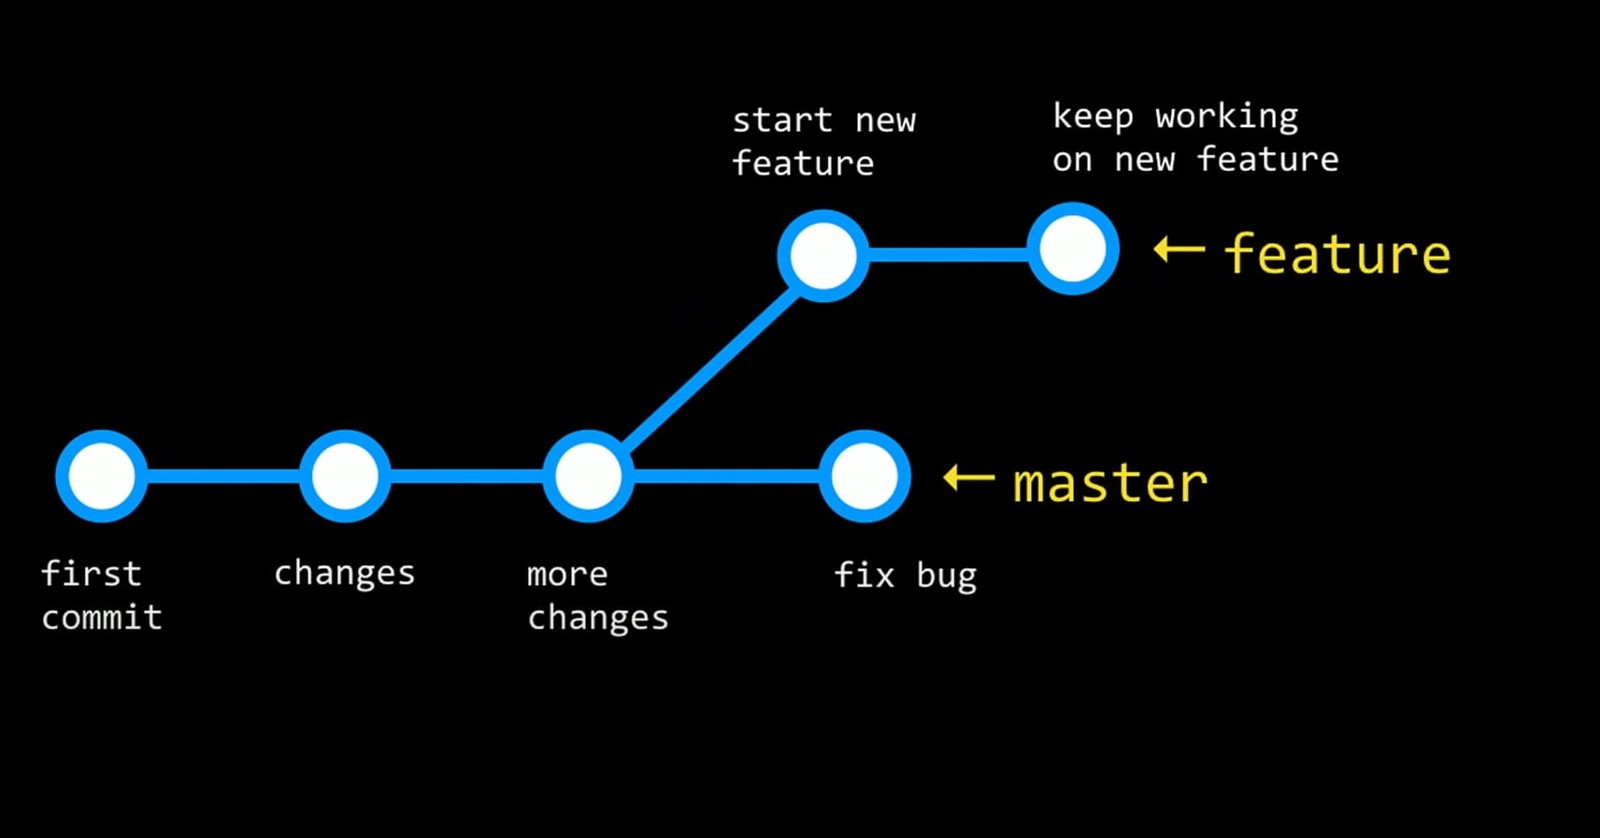 start new
feature
keep working
on new feature
← feature
← master
first
commit
changes
more
changes
fix bug